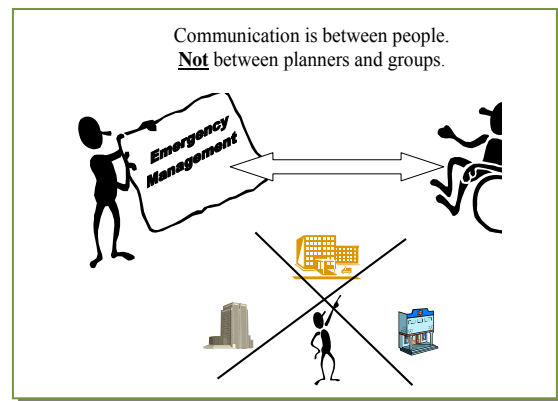 Communication is between people.
Not between planners and groups.
Emergency
Management